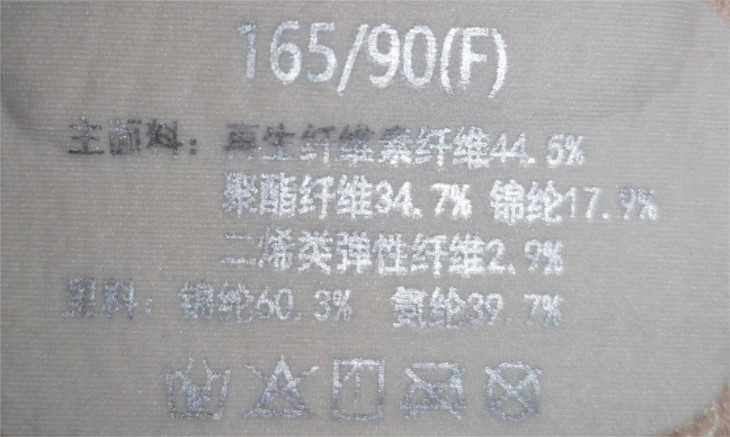 165/90(F)
主面料：再生纤维素纤维44.5%
聚酯纤维34.7% 锦纶17.9%
二烯类弹性纤维2.9%
里料：锦纶60.3% 氨纶39.7%